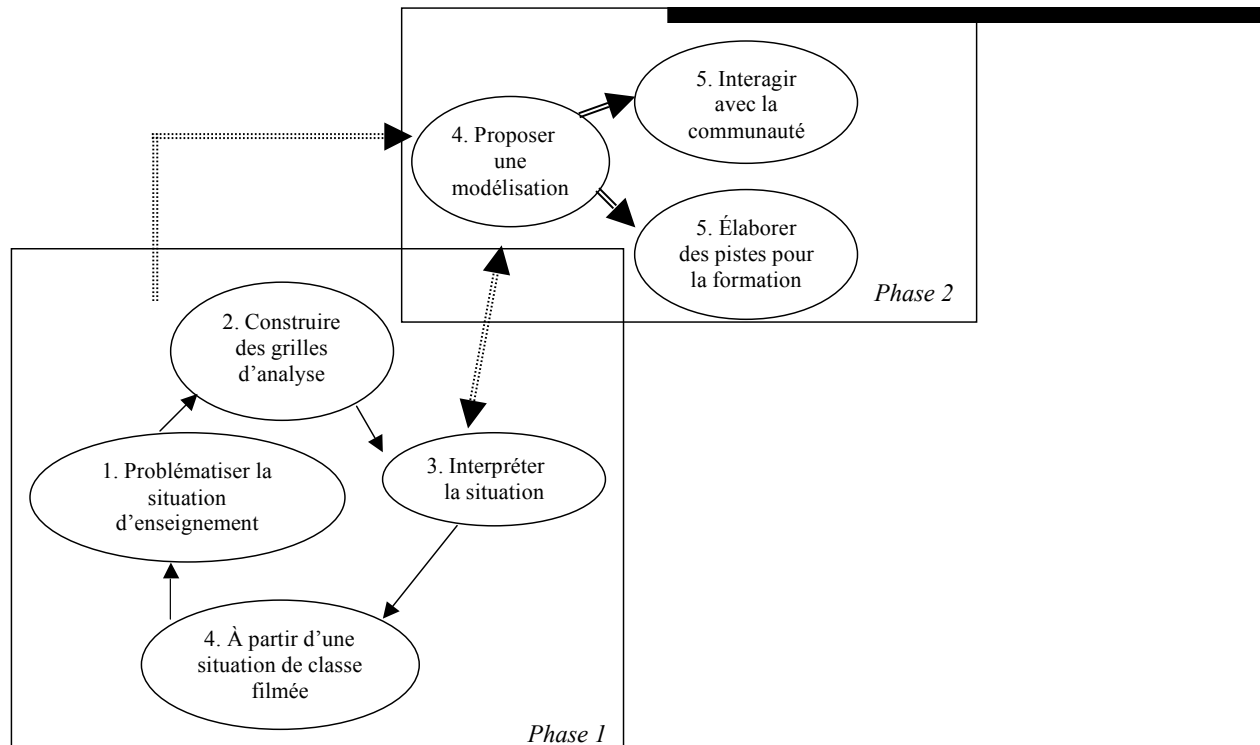 5. Interagir
avec la
communauté
4. Proposer
une
modélisation
5. Élaborer
des pistes pour
la formation
Phase 2
2. Construire
des grilles
d’analyse
1. Problématiser la
situation
d’enseignement
3. Interpréter
la situation
4. À partir d’une
situation de classe
filmée
Phase 1